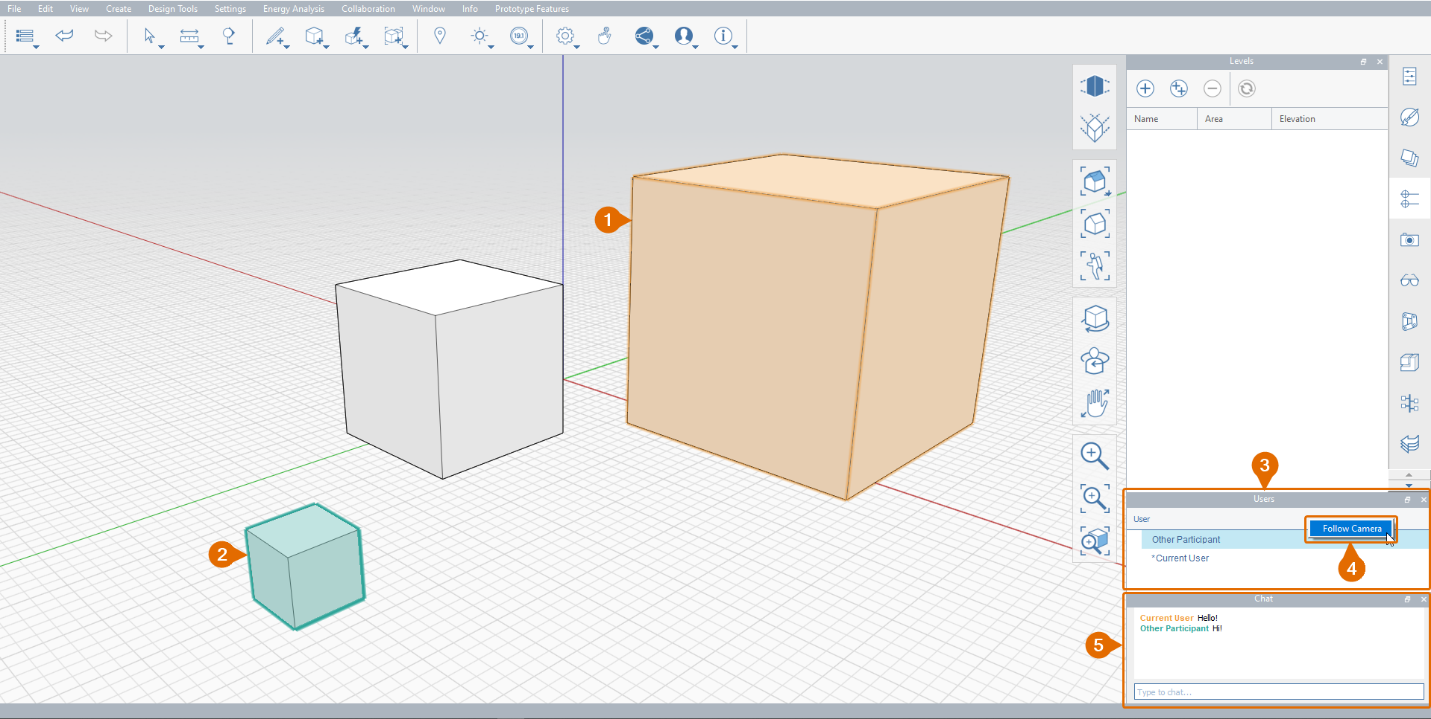 File Edit View Create Design Tools Settings Energy Analysis Collaboration Window Info Prototype Features
19.1
Levels
Name Area Elevation
1
2
3
Users
User
Follow Camera
Other Participant
*Current User
4
Chat
Current User Hello!
Other Participant Hi!
5
Type to chat...